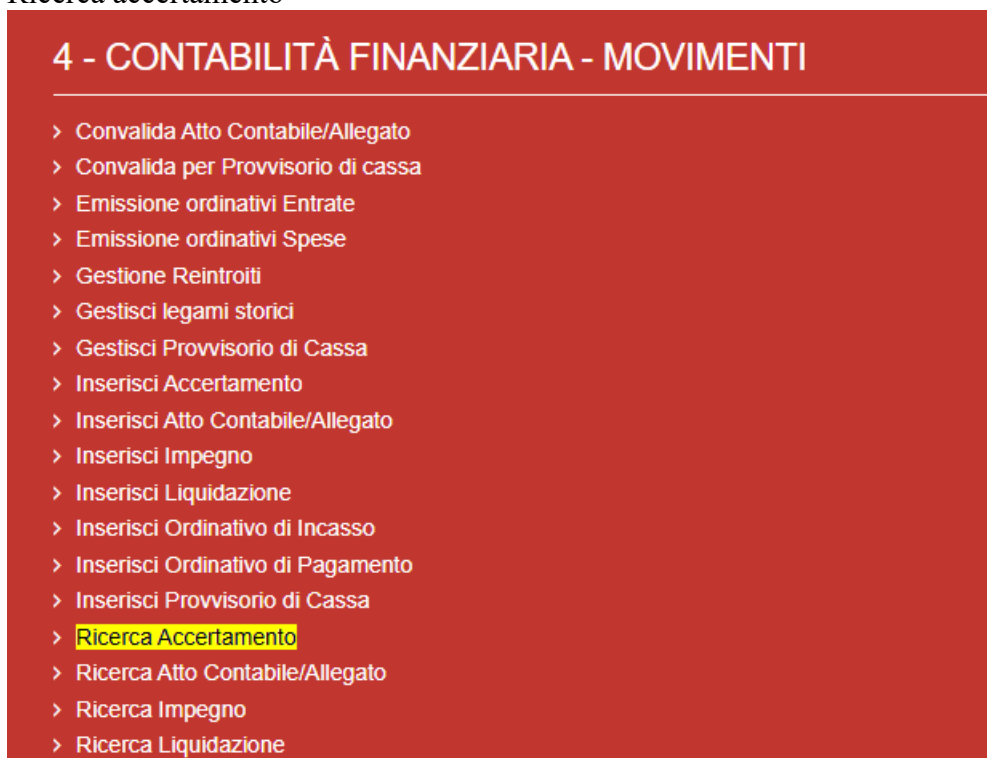 Ricerca accertamento
4 - CONTABILITÀ FINANZIARIA - MOVIMENTI
> Convalida Atto Contabile/Allegato
> Convalida per Provvisorio di cassa
> Emissione ordinativi Entrate
> Emissione ordinativi Spese
> Gestione Reintroiti
> Gestisci legami storici
> Gestisci Provvisorio di Cassa
> Inserisci Accertamento
> Inserisci Atto Contabile/Allegato
> Inserisci Impegno
> Inserisci Liquidazione
> Inserisci Ordinativo di Incasso
> Inserisci Ordinativo di Pagamento
> Inserisci Provvisorio di Cassa
> Ricerca Accertamento
> Ricerca Atto Contabile/Allegato
> Ricerca Impegno
> Ricerca Liquidazione